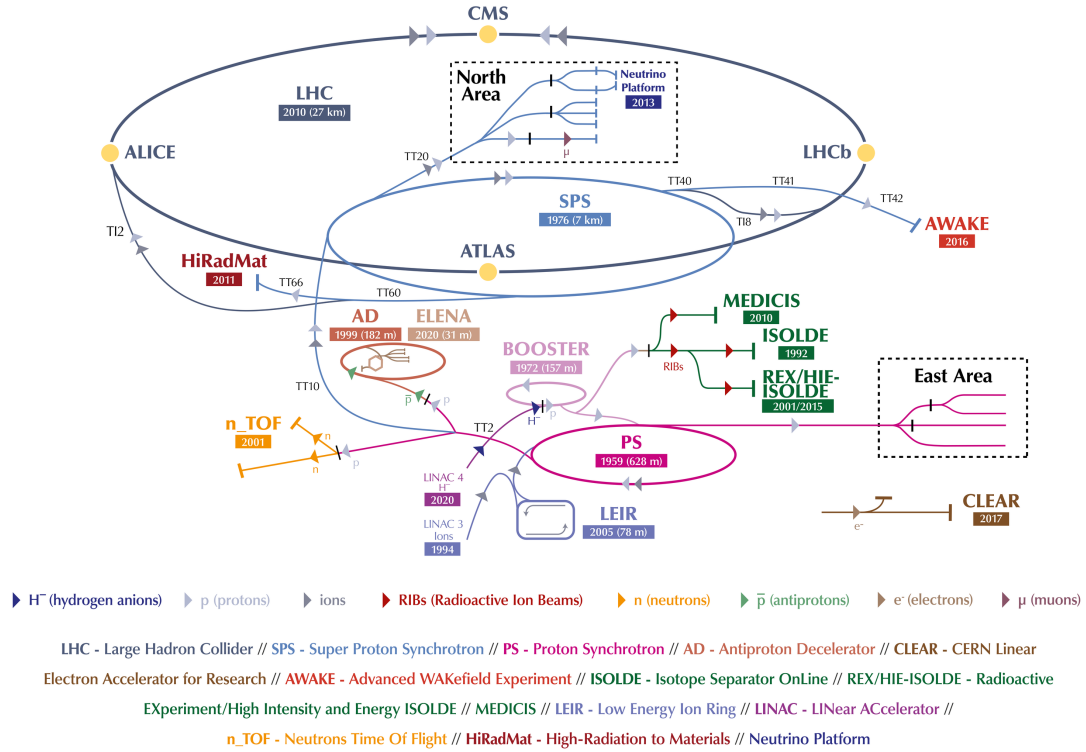 CMS
North
Area
Neutrino
Platform
2013
LHC
2010 (27 km)
μ
ALICE
LHCb
TT20
TT40
TT41
TT42
SPS
1976 (7 km)
TI8
TI2
AWAKE
2016
ATLAS
HiRadMat
2011
TT66
TT60
MEDICIS
2010
AD
1999 (182 m)
ELENA
2020 (31 m)
ISOLDE
1992
BOOSTER
1972 (157 m)
RIBs
REX/HIE-
ISOLDE
2001/2015
East Area
TT10
p̅
p
H⁻
p
n_TOF
2001
TT2
n
n
p
PS
1959 (628 m)
LINAC 4
H⁻
2020
LEIR
2005 (78 m)
CLEAR
2017
LINAC 3
Ions
1994
e⁻
H⁻ (hydrogen anions)
p (protons)
ions
RIBs (Radioactive Ion Beams)
n (neutrons)
p̅ (antiprotons)
e⁻ (electrons)
μ (muons)
LHC - Large Hadron Collider // SPS - Super Proton Synchrotron // PS - Proton Synchrotron // AD - Antiproton Decelerator // CLEAR - CERN Linear
Electron Accelerator for Research // AWAKE - Advanced WAKefield Experiment // ISOLDE - Isotope Separator OnLine // REX/HIE-ISOLDE - Radioactive
EXperiment/High Intensity and Energy ISOLDE // MEDICIS // LEIR - Low Energy Ion Ring // LINAC - LINear ACcelerator //
n_TOF - Neutrons Time Of Flight // HiRadMat - High-Radiation to Materials // Neutrino Platform